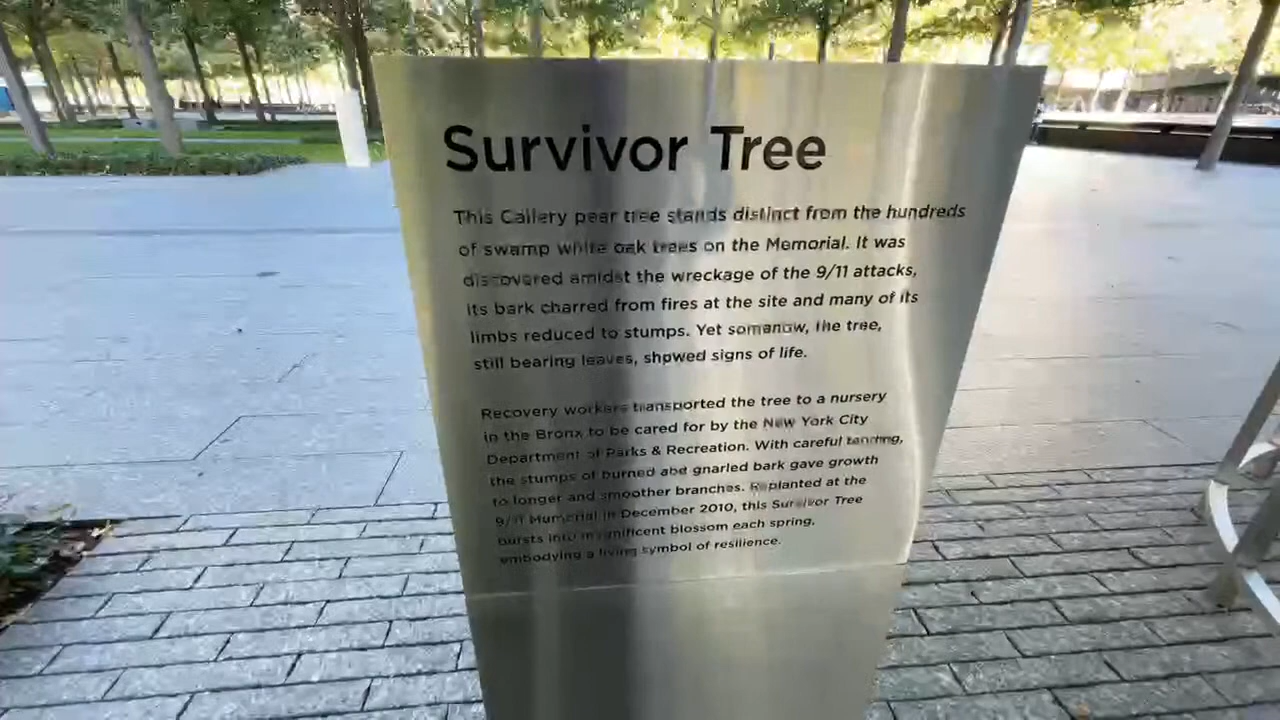 Survivor Tree
This Callery pear tree stands distinct from the hundreds
of swamp white oak trees on the Memorial. It was
discovered amidst the wreckage of the 9/11 attacks,
its bark charred from fires at the site and many of its
limbs reduced to stumps. Yet somehow, the tree,
still bearing leaves, showed signs of life.
Recovery workers transported the tree to a nursery
in the Bronx to be cared for by the New York City
Department of Parks & Recreation. With careful tending,
the stumps of burned and gnarled bark gave growth
to longer and smoother branches. Replanted at the
9/11 Memorial in December 2010, this Survivor Tree
bursts into magnificent blossom each spring,
embodying a living symbol of resilience.